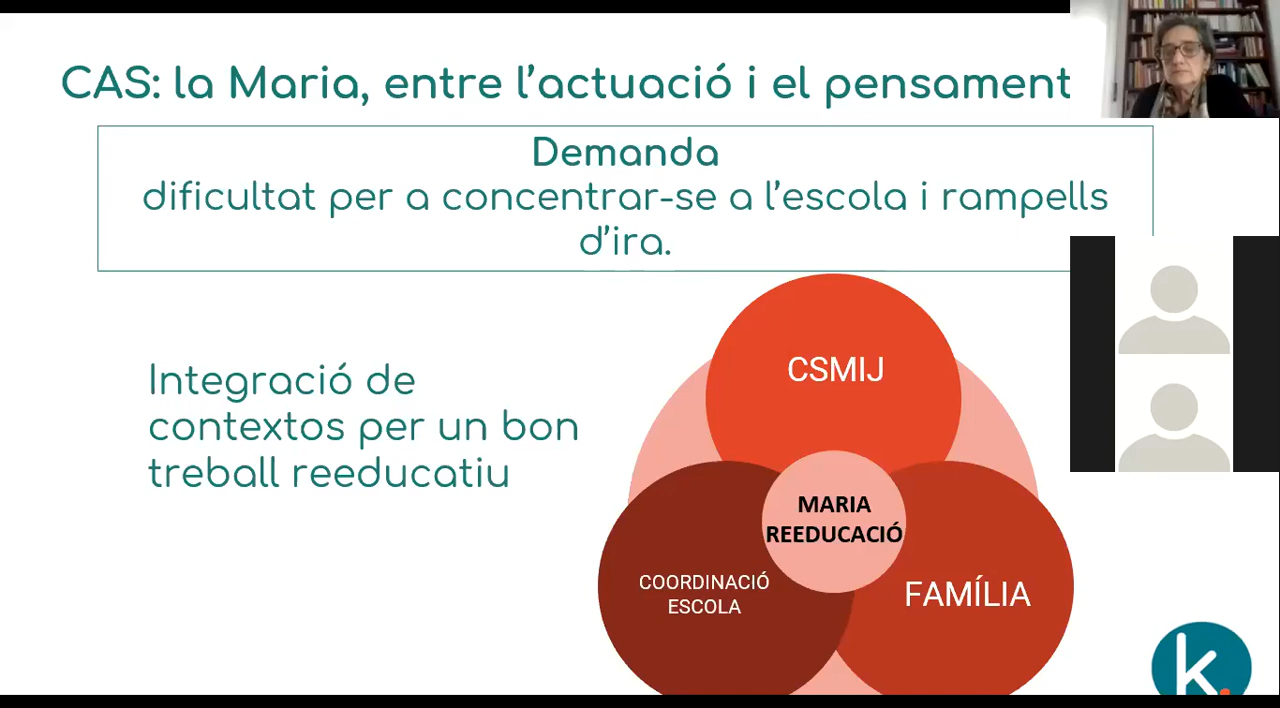 CAS: la Maria, entre l'actuació i el pensament
Demanda
dificultat per a concentrar-se a l'escola i rampells
d'ira.
Integració de
contextos per un bon
treball reeducatiu
CSMIJ
MARIA
REEDUCACIÓ
COORDINACIÓ
ESCOLA
FAMÍLIA
k.